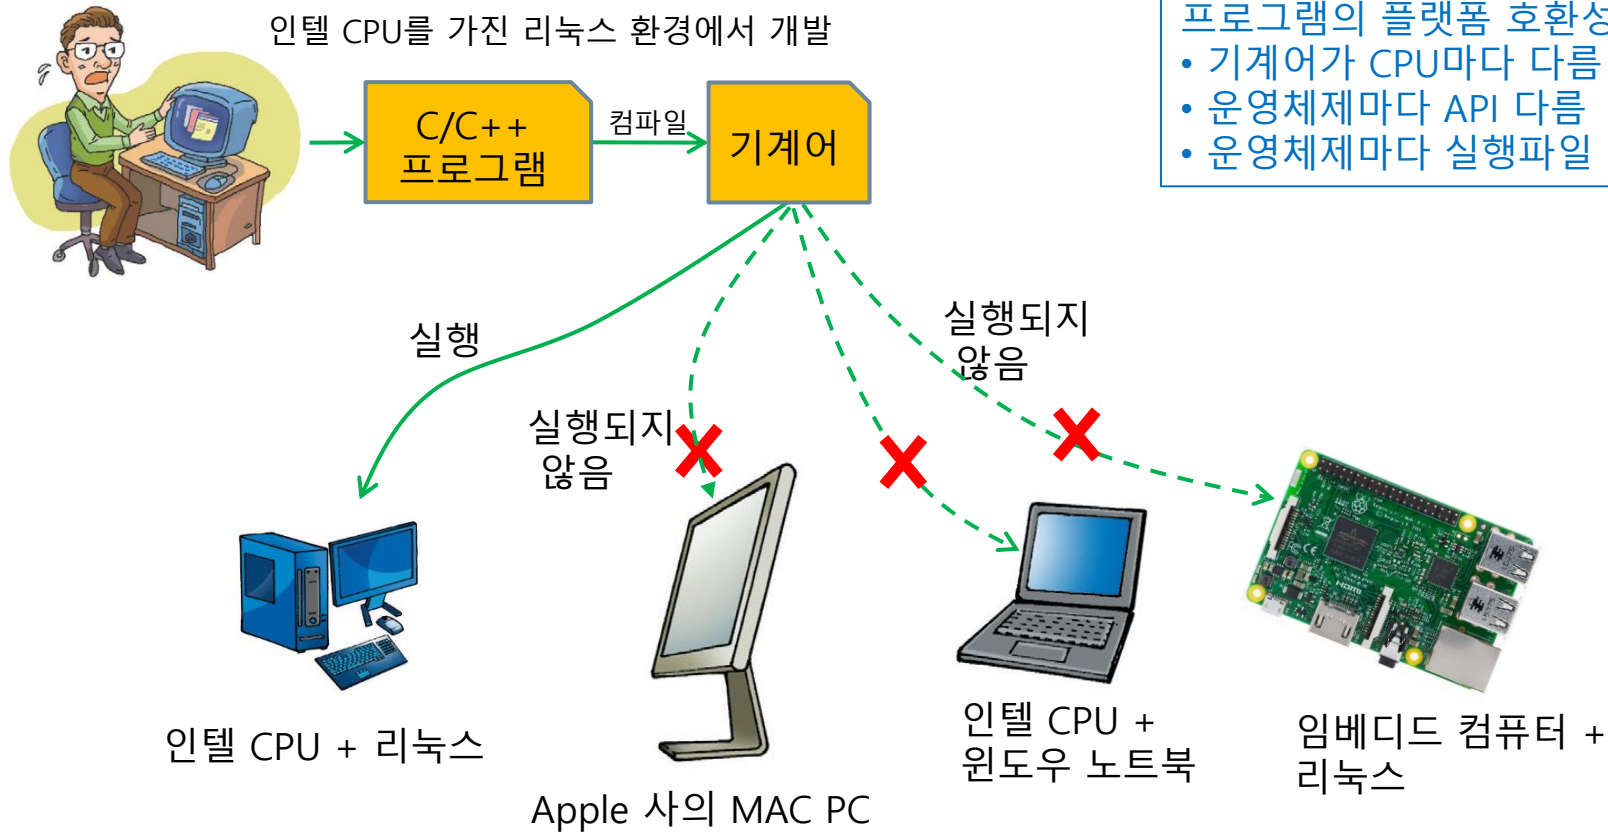 인텔 CPU를 가진 리눅스 환경에서 개발
프로그램의 플랫폼 호환성
• 기계어가 CPU마다 다름
• 운영체제마다 API 다름
• 운영체제마다 실행파일
C/C++
프로그램
컴파일
기계어
실행
실행되지
않음
실행되지
않음
인텔 CPU + 리눅스
Apple 사의 MAC PC
인텔 CPU +
윈도우 노트북
임베디드 컴퓨터 +
리눅스